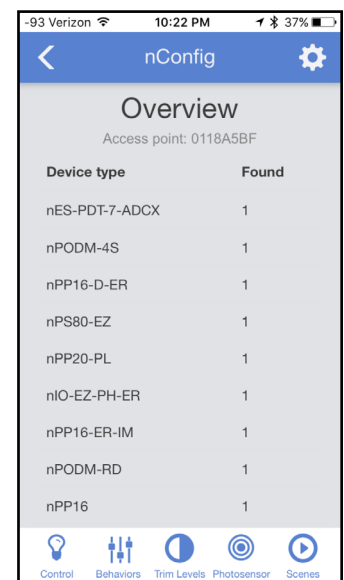 -93 Verizon 10:22 PM 37%
nConfig
Overview
Access point: 0118A5BF
Device type Found
nES-PDT-7-ADCX 1
nPODM-4S 1
nPP16-D-ER 1
nPS80-EZ 1
nPP20-PL 1
nIO-EZ-PH-ER 1
nPP16-ER-IM 1
nPODM-RD 1
nPP16 1
Control Behaviors Trim Levels Photosensor Scenes